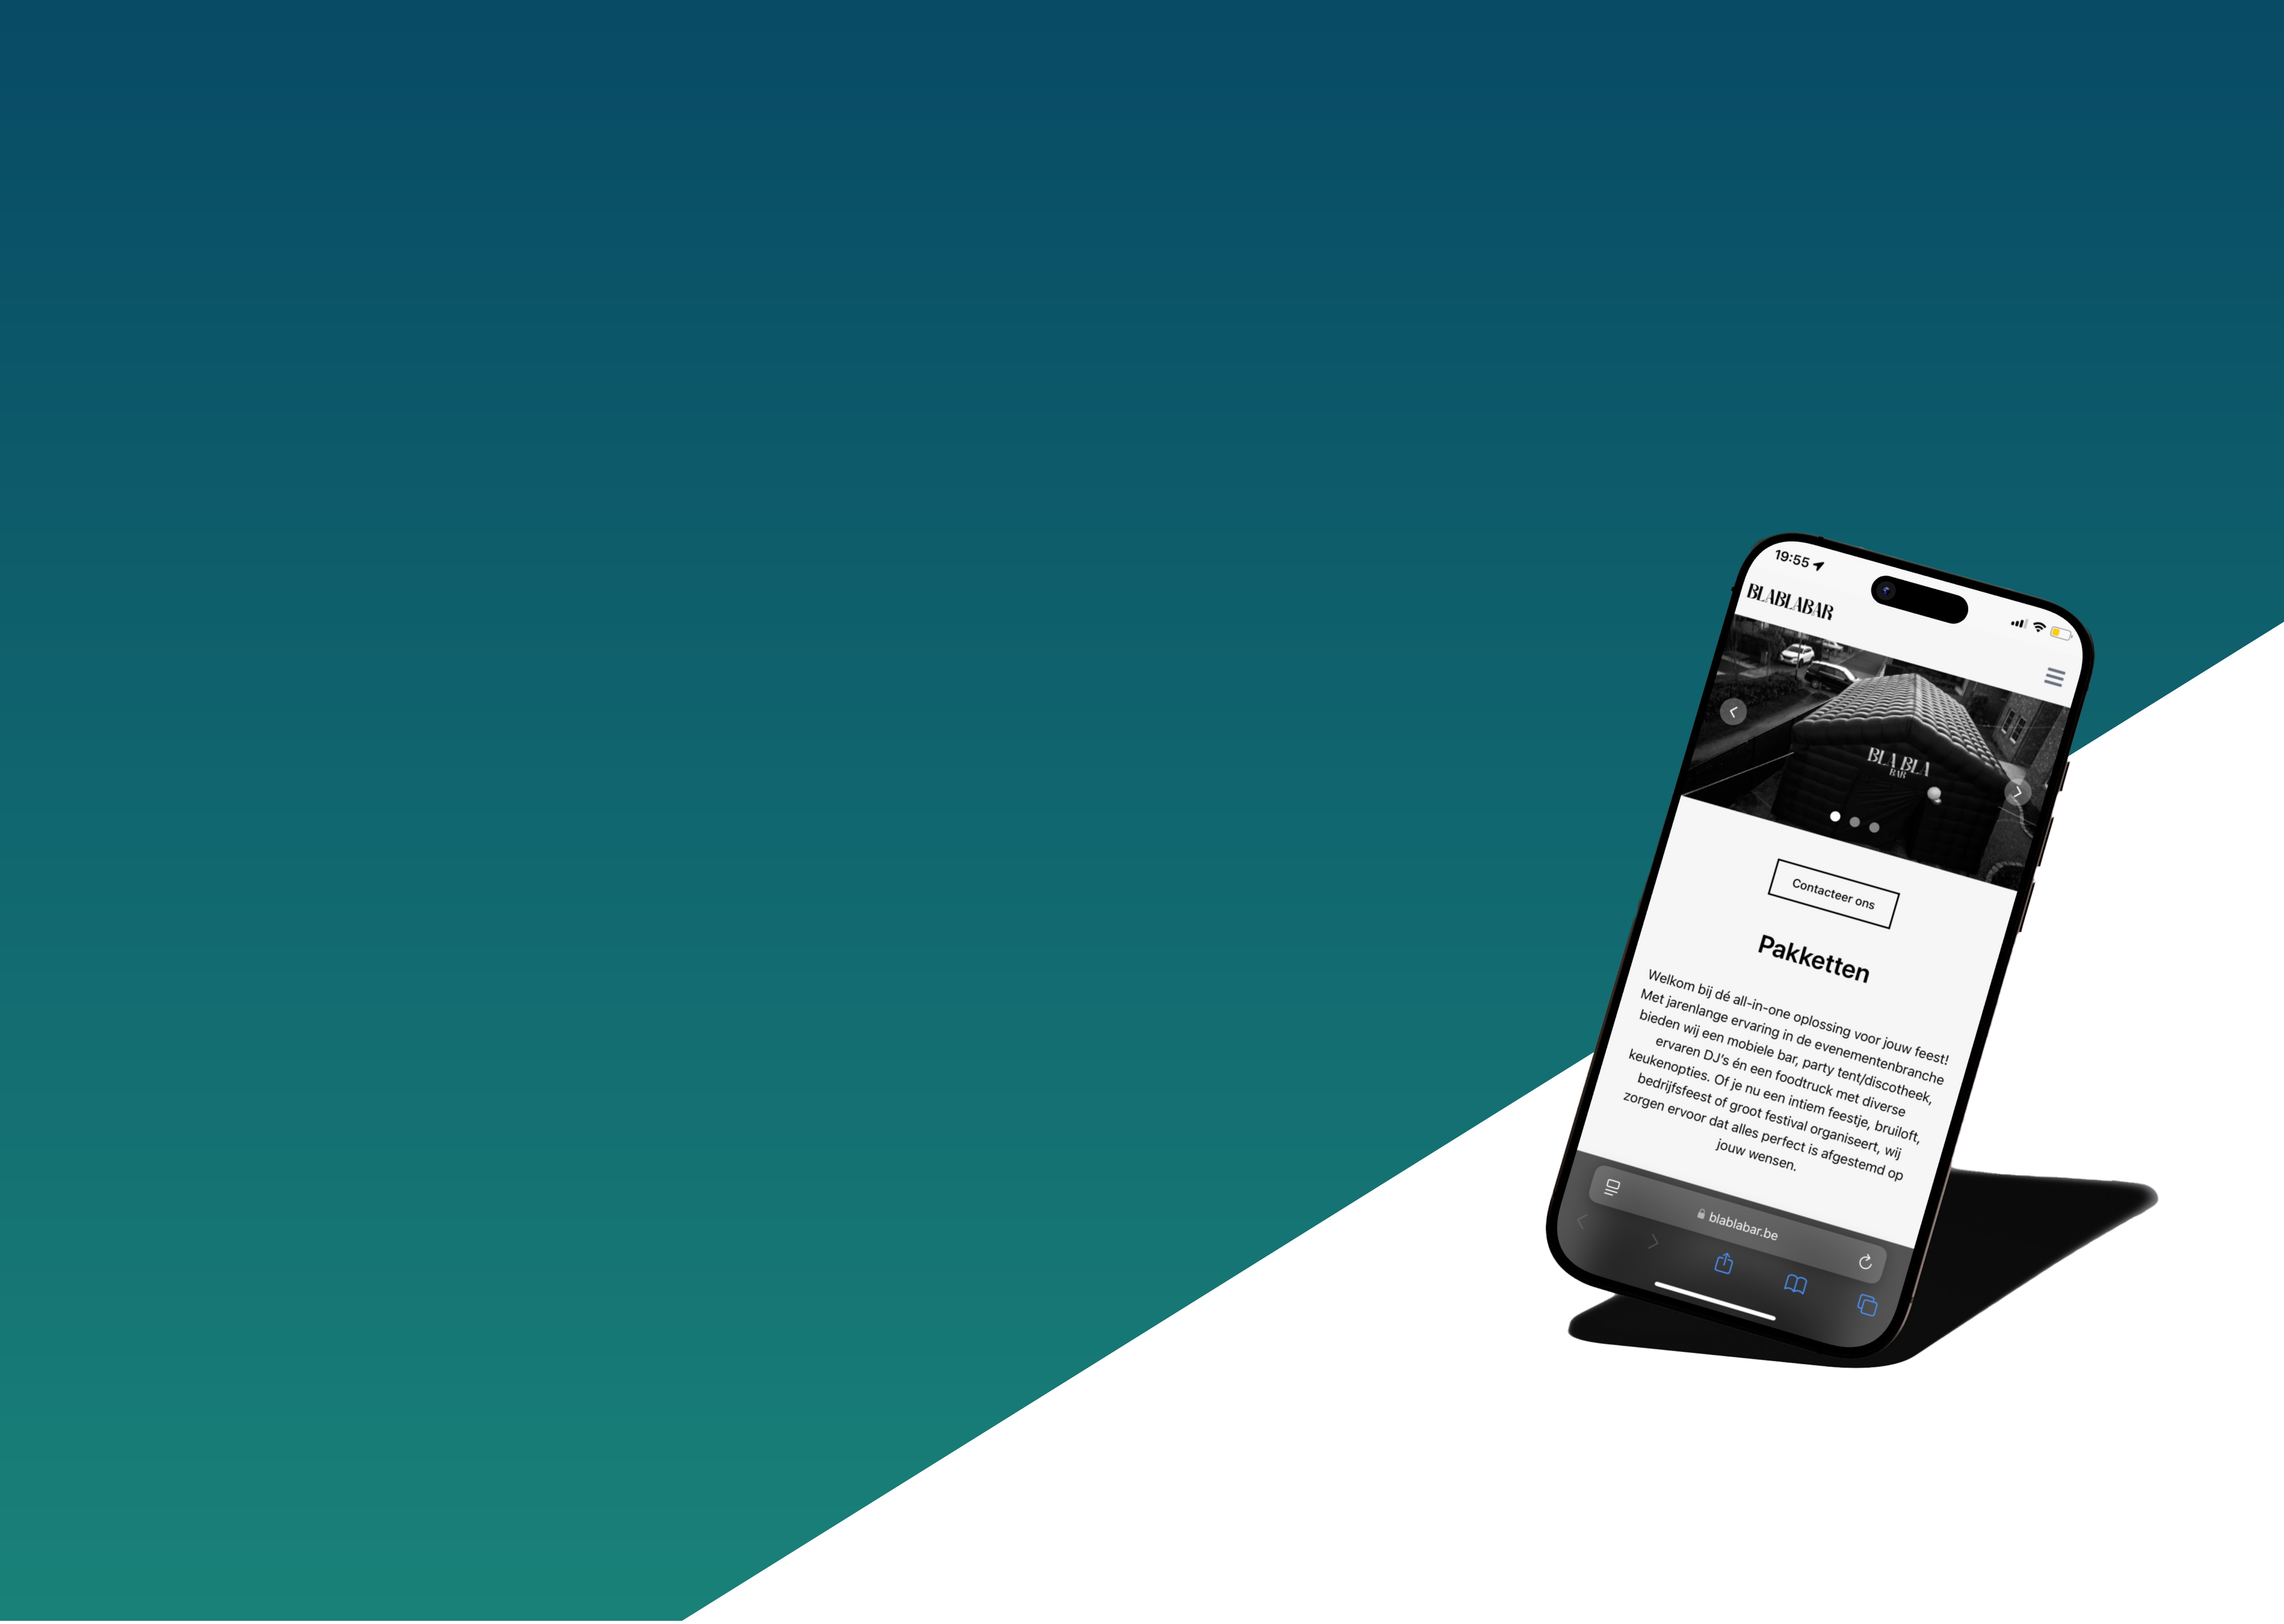 19:55
BLABLABAR
BLA BLA
BAR
Contacteer ons
Pakketten
Welkom bij dé all-in-one oplossing voor jouw feest!
Met jarenlange ervaring in de evenementenbranche
bieden wij een mobiele bar, party tent/discotheek,
ervaren DJ's én een foodtruck met diverse
keukenopties. Of je nu een intiem feestje, bruiloft,
bedrijfsfeest of groot festival organiseert, wij
zorgen ervoor dat alles perfect is afgestemd op
jouw wensen.
blablabar.be